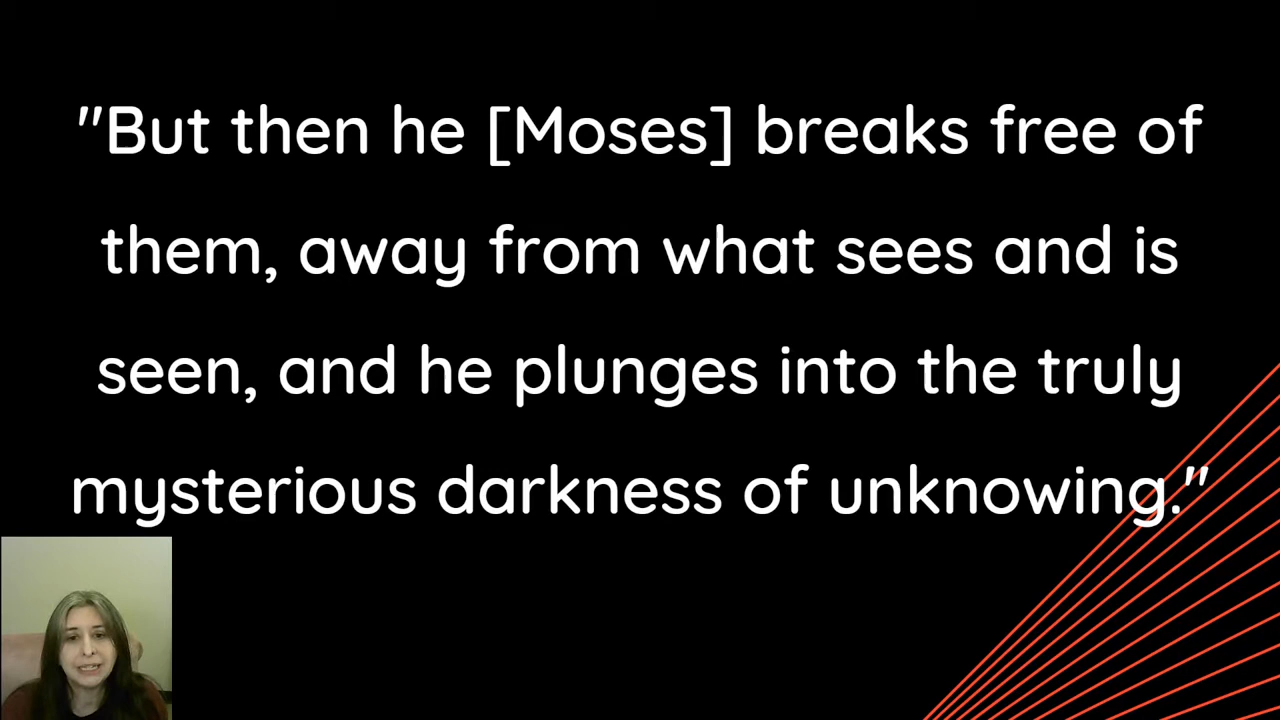 "But then he [Moses] breaks free of
them, away from what sees and is
seen, and he plunges into the truly
mysterious darkness of unknowing."